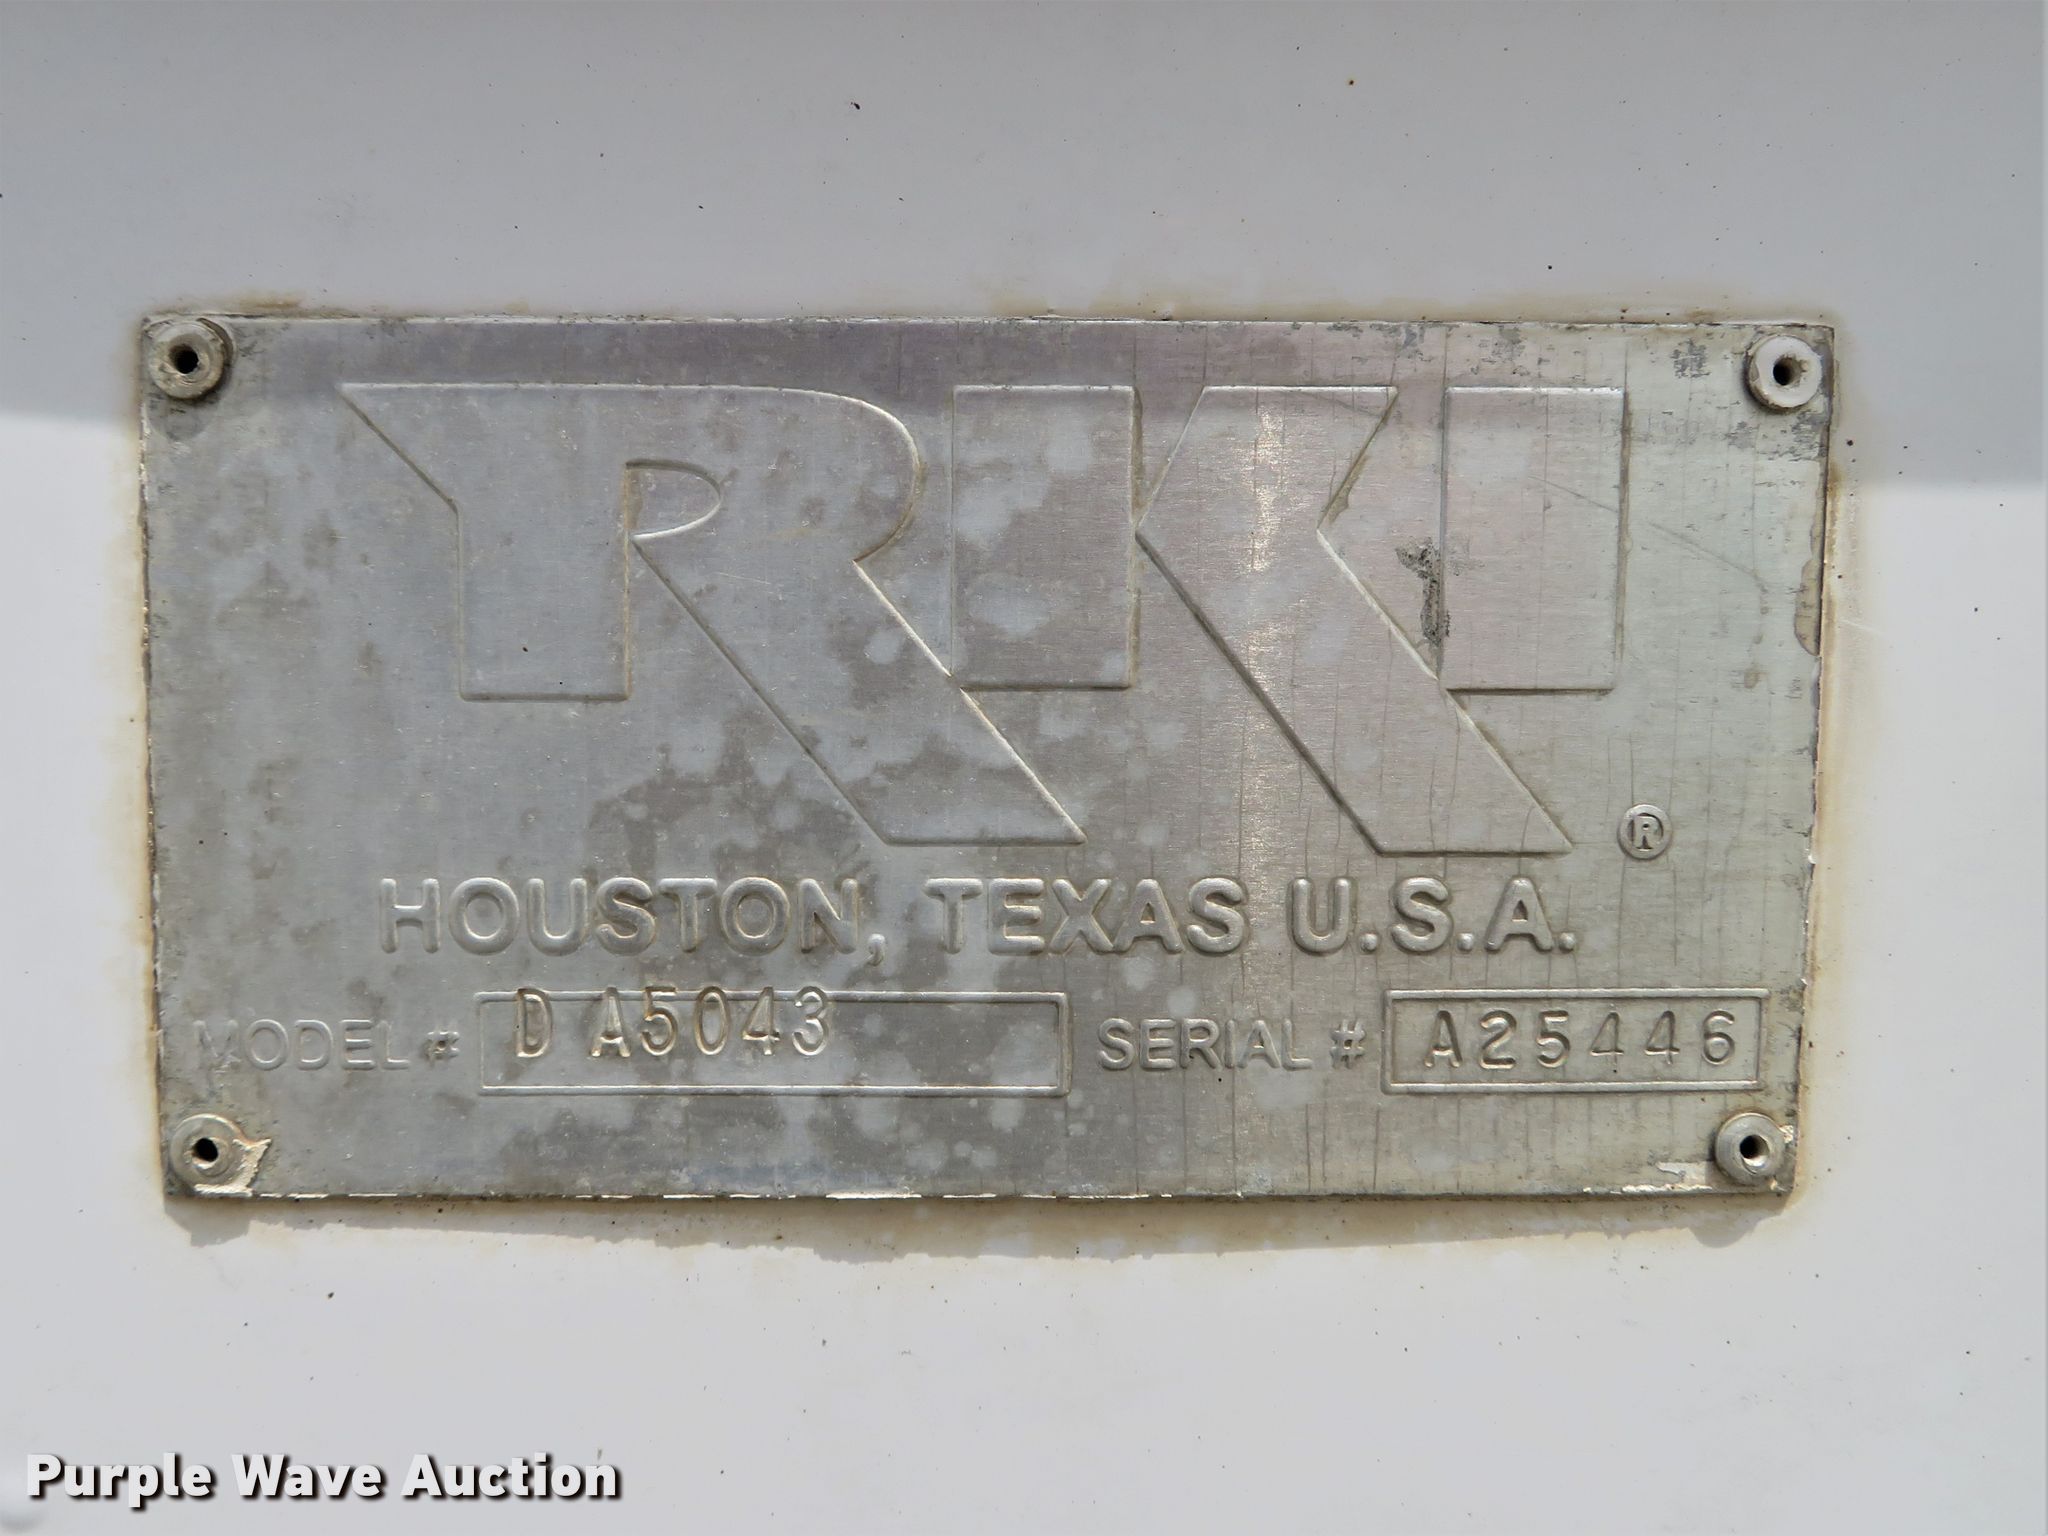 RKI
®
HOUSTON, TEXAS U.S.A.
MODEL # D A5043 SERIAL # A25446
Purple Wave Auction